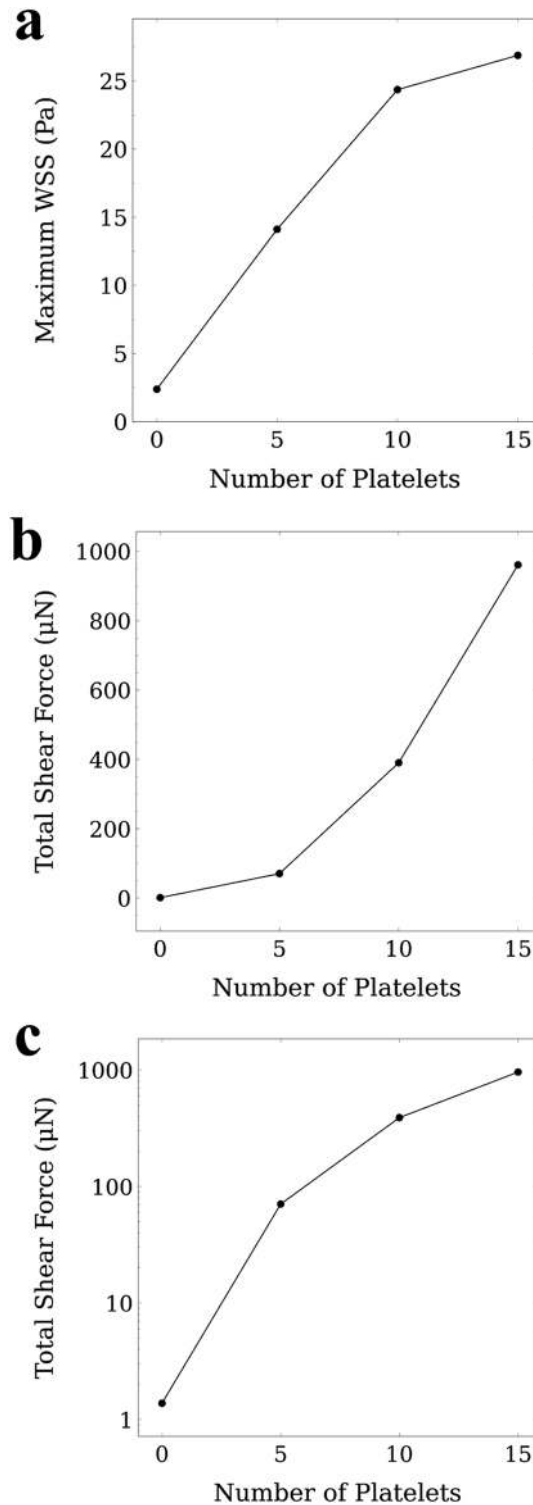 a
Maximum WSS (Pa)
25
20
15
10
5
0
0 5 10 15
Number of Platelets
b
Total Shear Force (µN)
1000
800
600
400
200
0
0 5 10 15
Number of Platelets
c
Total Shear Force (µN)
1000
100
10
1
0 5 10 15
Number of Platelets